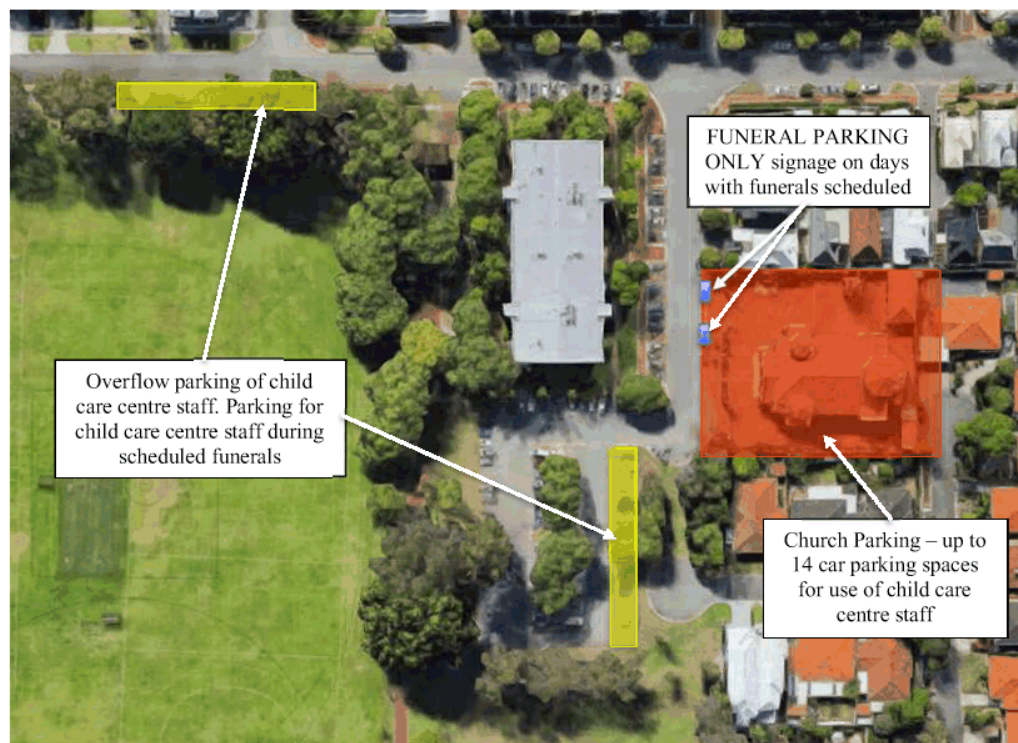 FUNERAL PARKING
ONLY signage on days
with funerals scheduled
Overflow parking of child
care centre staff. Parking for
child care centre staff during
scheduled funerals
Church Parking – up to
14 car parking spaces
for use of child care
centre staff